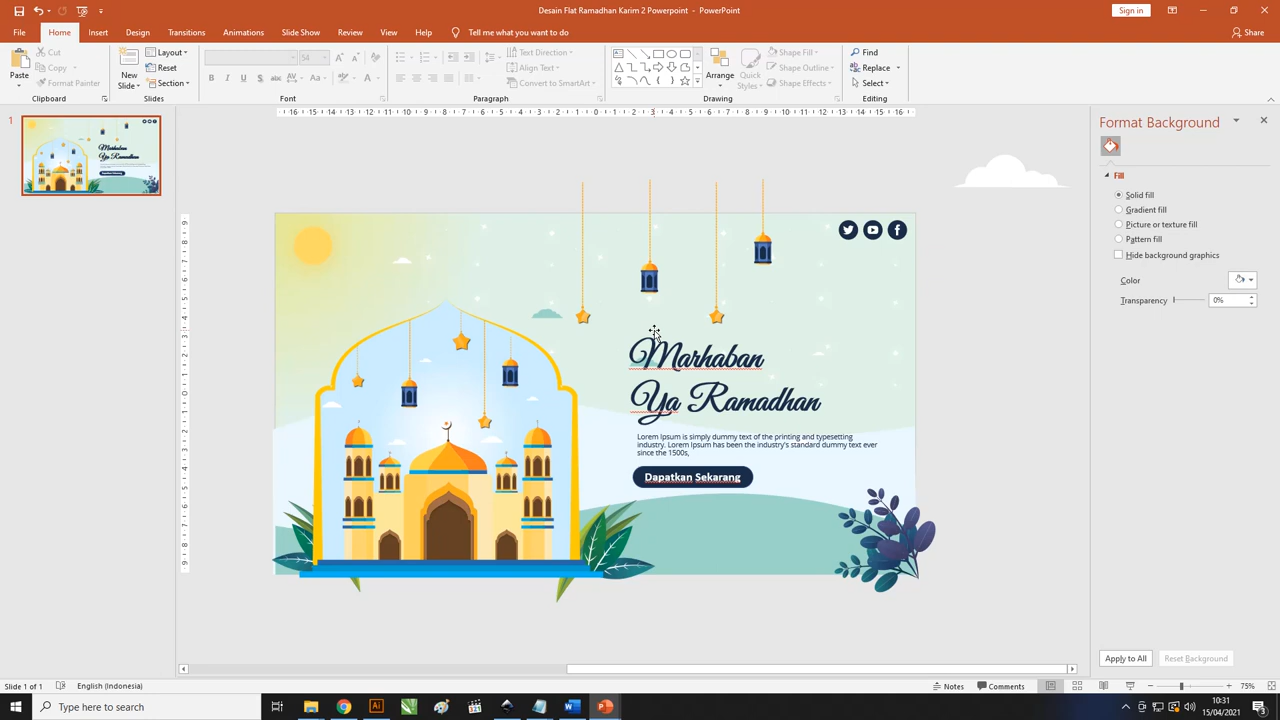 Desain Flat Ramadhan Karim 2 Powerpoint - PowerPoint
Sign in
File Home Insert Design Transitions Animations Slide Show Review View Help Tell me what you want to do
Share
Paste
Cut
Copy
Format Painter
Clipboard
New Slide
Layout
Reset
Section
Slides
54
Font
Text Direction
Align Text
Convert to SmartArt
Paragraph
Arrange
Quick Styles
Shape Fill
Shape Outline
Shape Effects
Drawing
Find
Replace
Select
Editing
1
Marhaban
Ya Ramadhan
Lorem Ipsum is simply dummy text of the printing and typesetting
industry. Lorem Ipsum has been the industry's standard dummy text ever
since the 1500s,
Dapatkan Sekarang
Format Background
Fill
Solid fill
Gradient fill
Picture or texture fill
Pattern fill
Hide background graphics
Color
Transparency 0%
Apply to All Reset Background
Slide 1 of 1 English (Indonesia)
Notes Comments 75%
Type here to search
10:31
15/04/2021